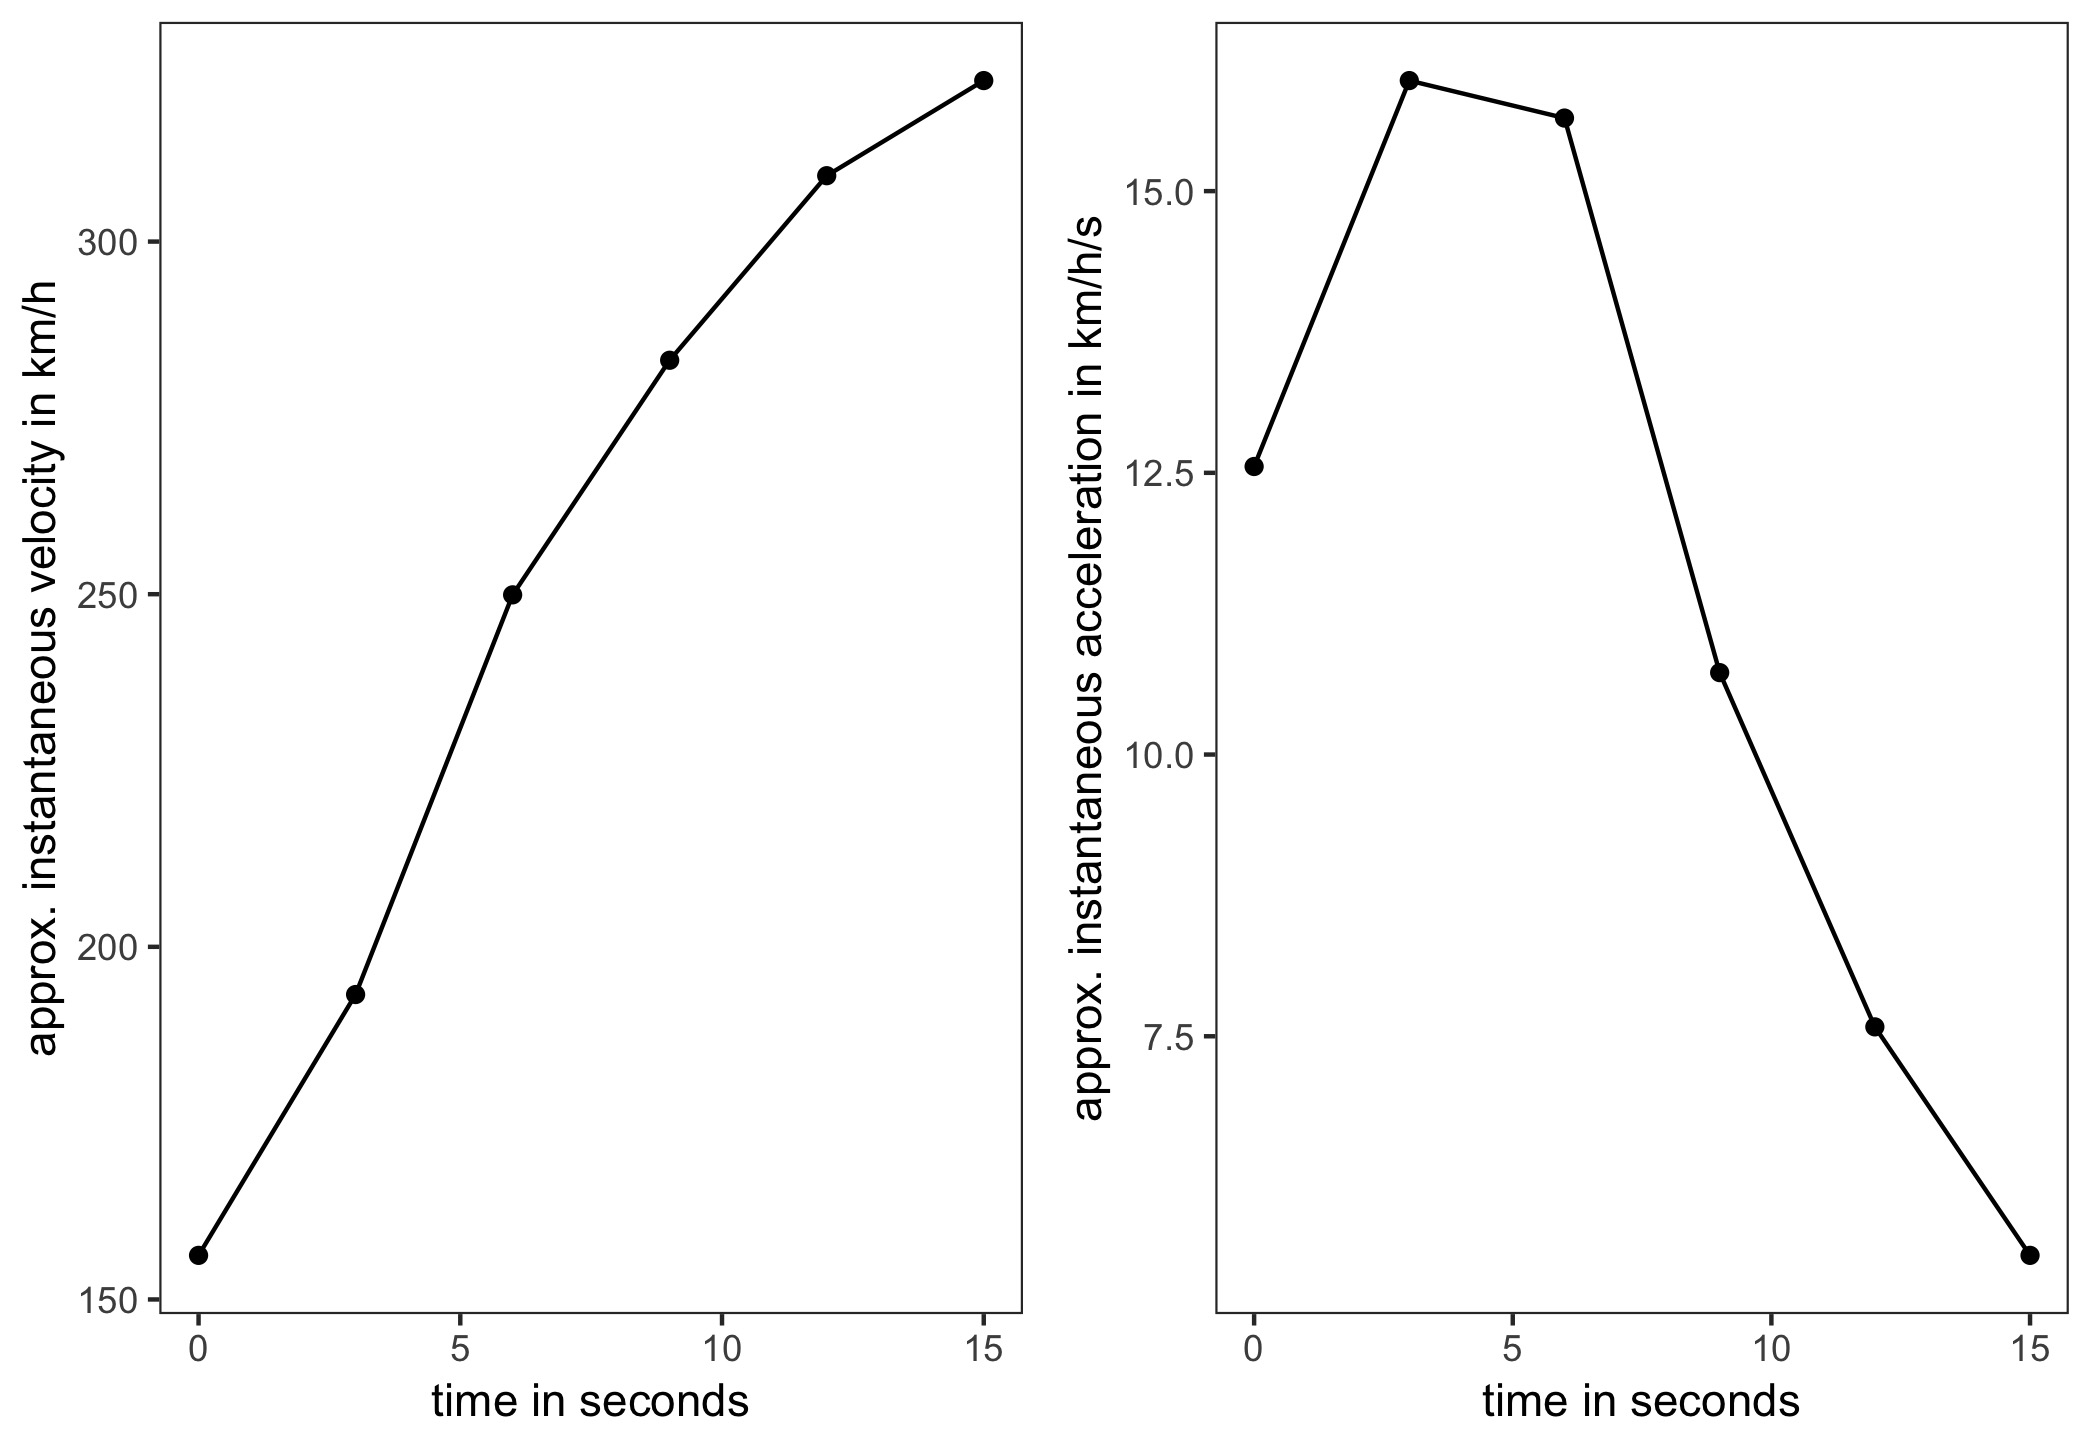 approx. instantaneous velocity in km/h
300
250
200
150
0 5 10 15
time in seconds
approx. instantaneous acceleration in km/h/s
15.0
12.5
10.0
7.5
0 5 10 15
time in seconds